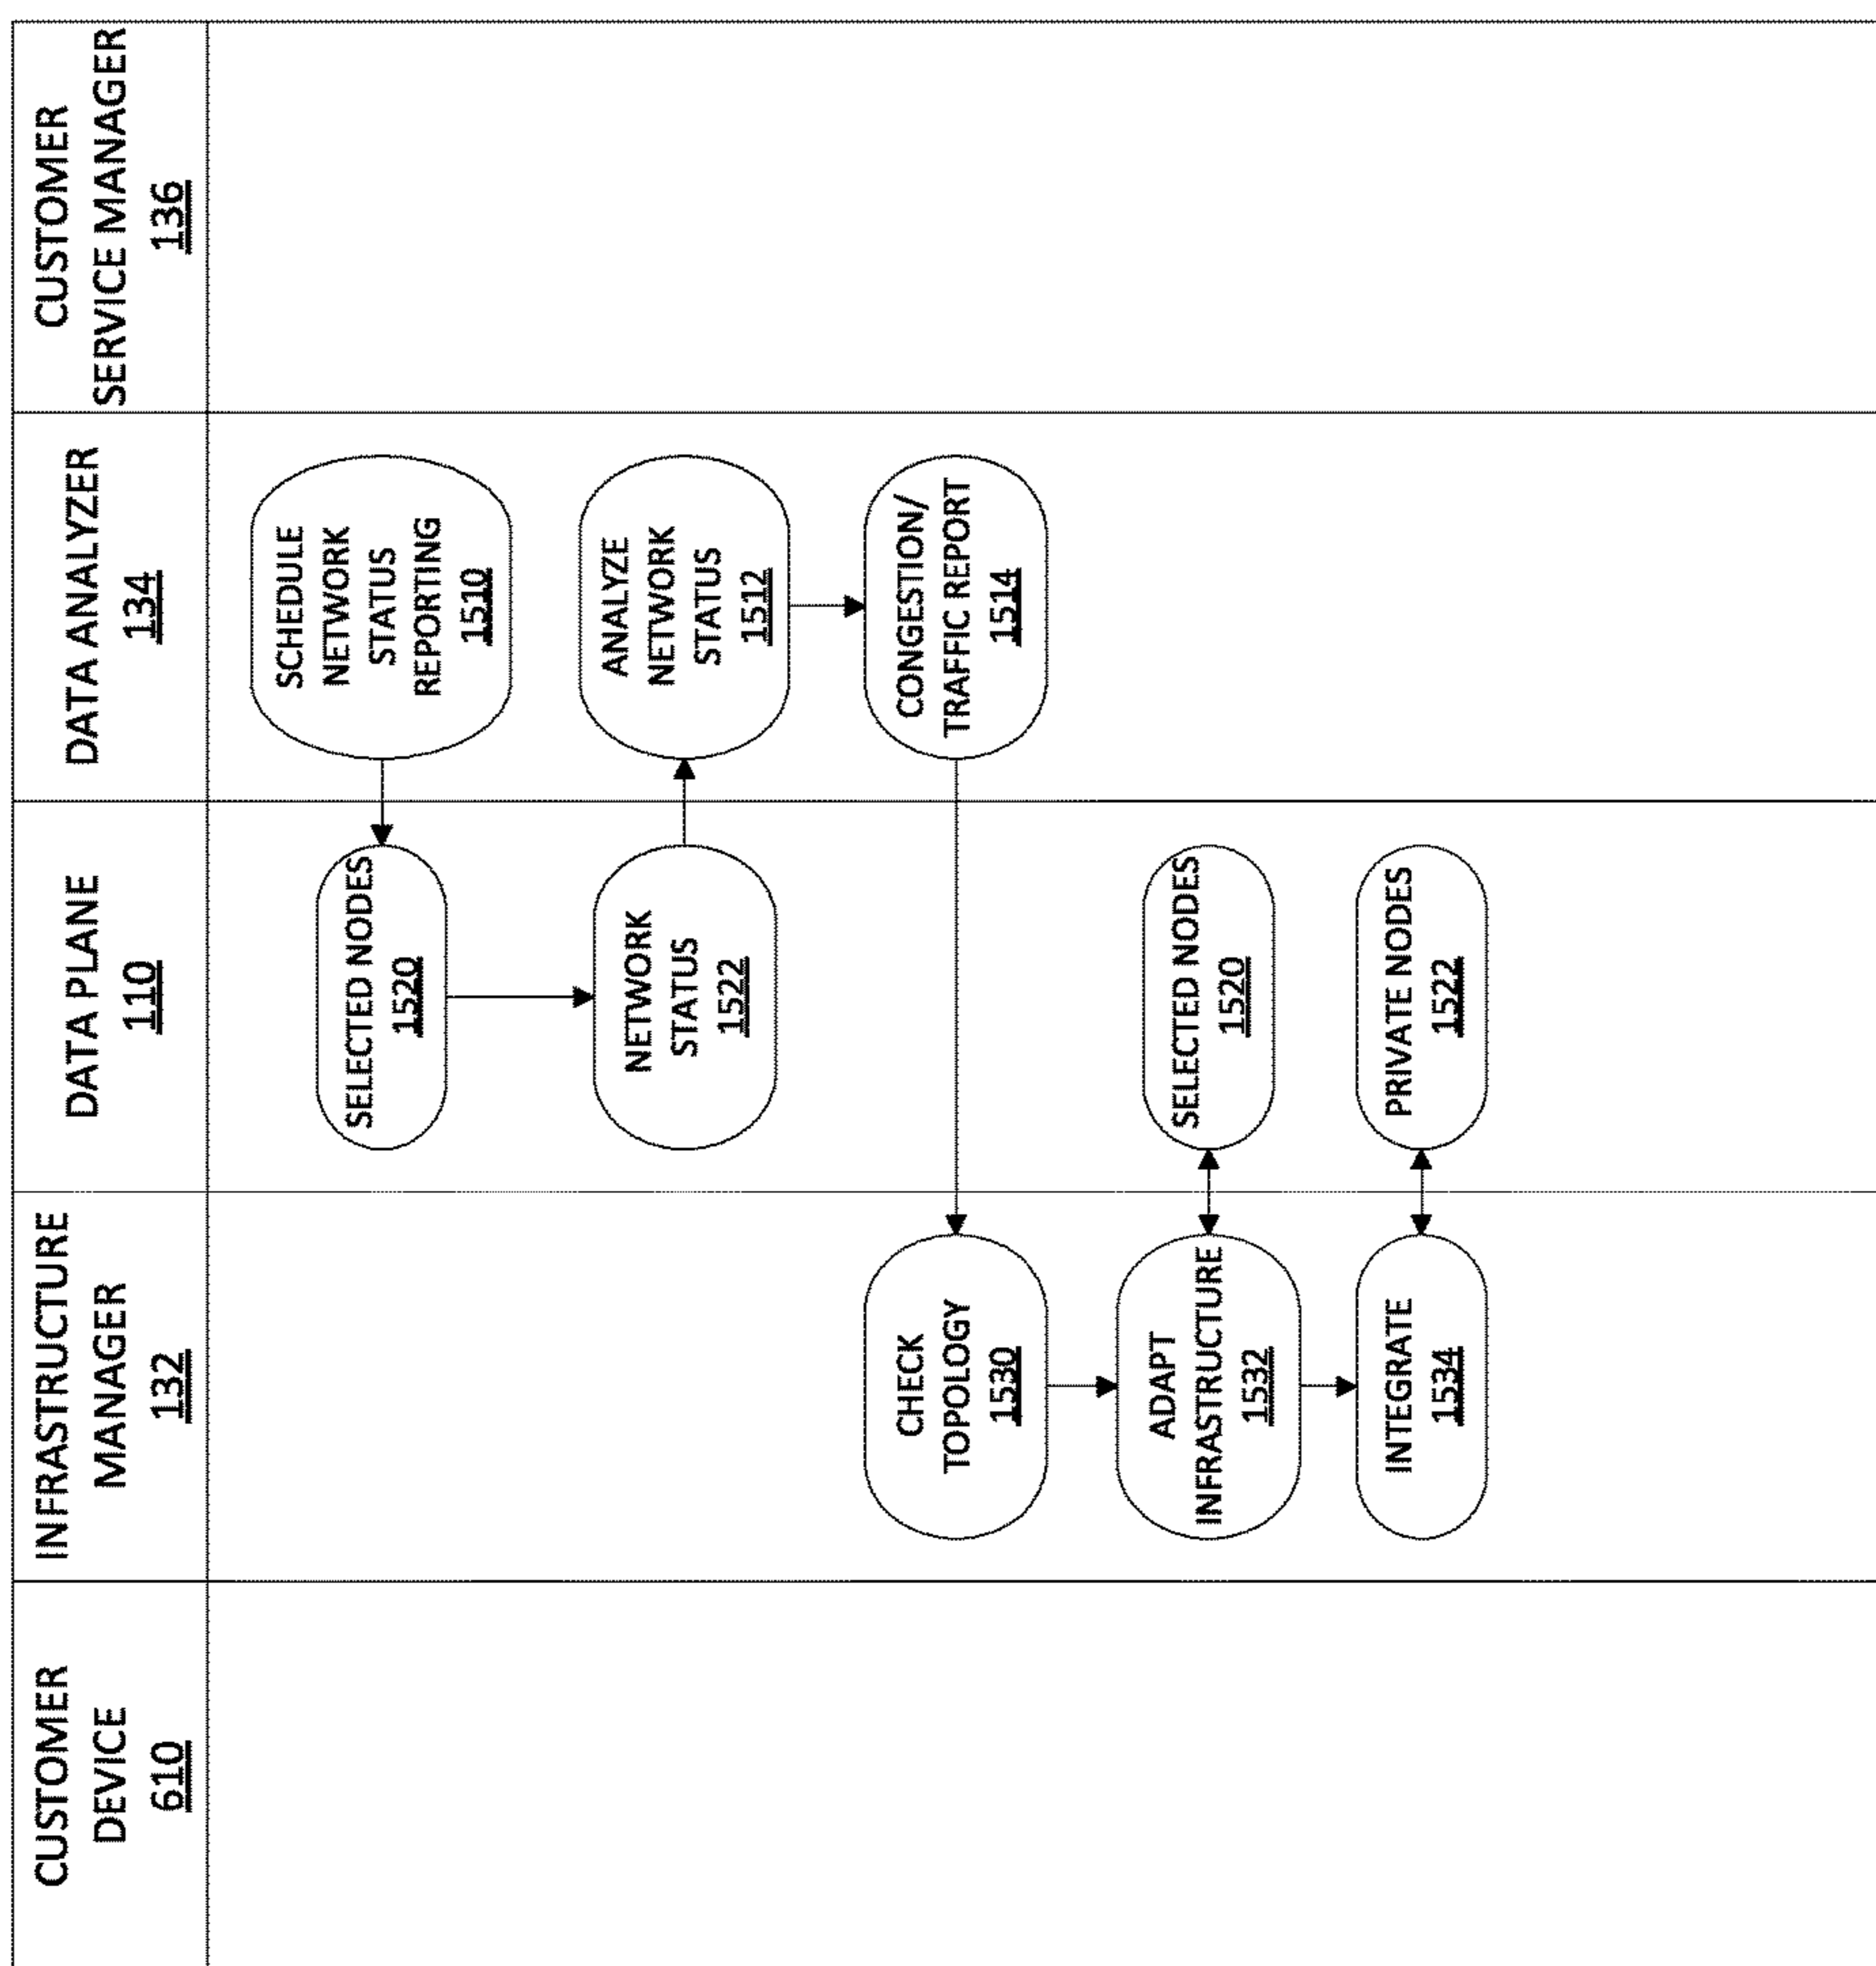 CUSTOMER
DEVICE
610
INFRASTRUCTURE
MANAGER
132
DATA PLANE
110
DATA ANALYZER
134
CUSTOMER
SERVICE MANAGER
136
SELECTED NODES
1520
SCHEDULE
NETWORK
STATUS
REPORTING
1510
NETWORK
STATUS
1522
ANALYZE
NETWORK
STATUS
1512
CHECK
TOPOLOGY
1530
CONGESTION/
TRAFFIC REPORT
1514
ADAPT
INFRASTRUCTURE
1532
SELECTED NODES
1520
INTEGRATE
1534
PRIVATE NODES
1522